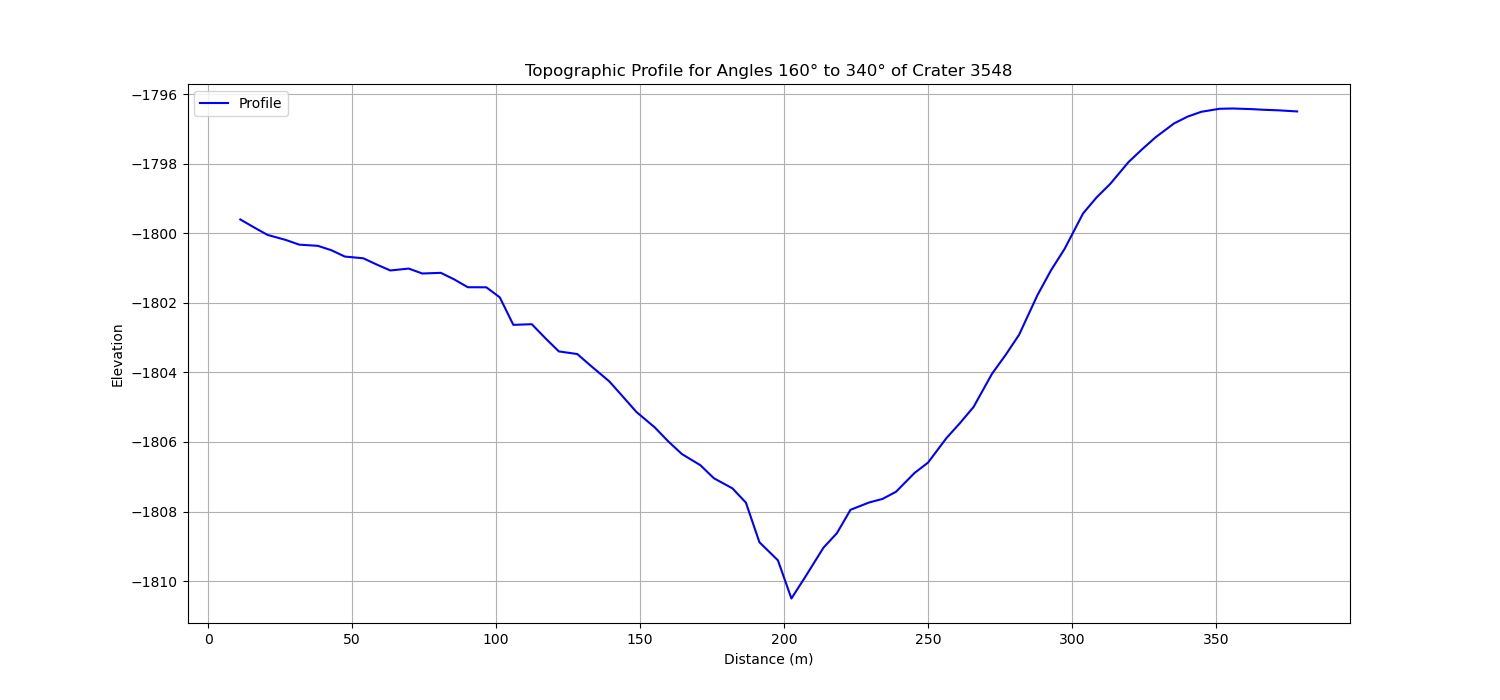 Topographic Profile for Angles 160° to 340° of Crater 3548
Profile
−1796
−1798
−1800
−1802
−1804
−1806
−1808
−1810
Elevation
0 50 100 150 200 250 300 350
Distance (m)